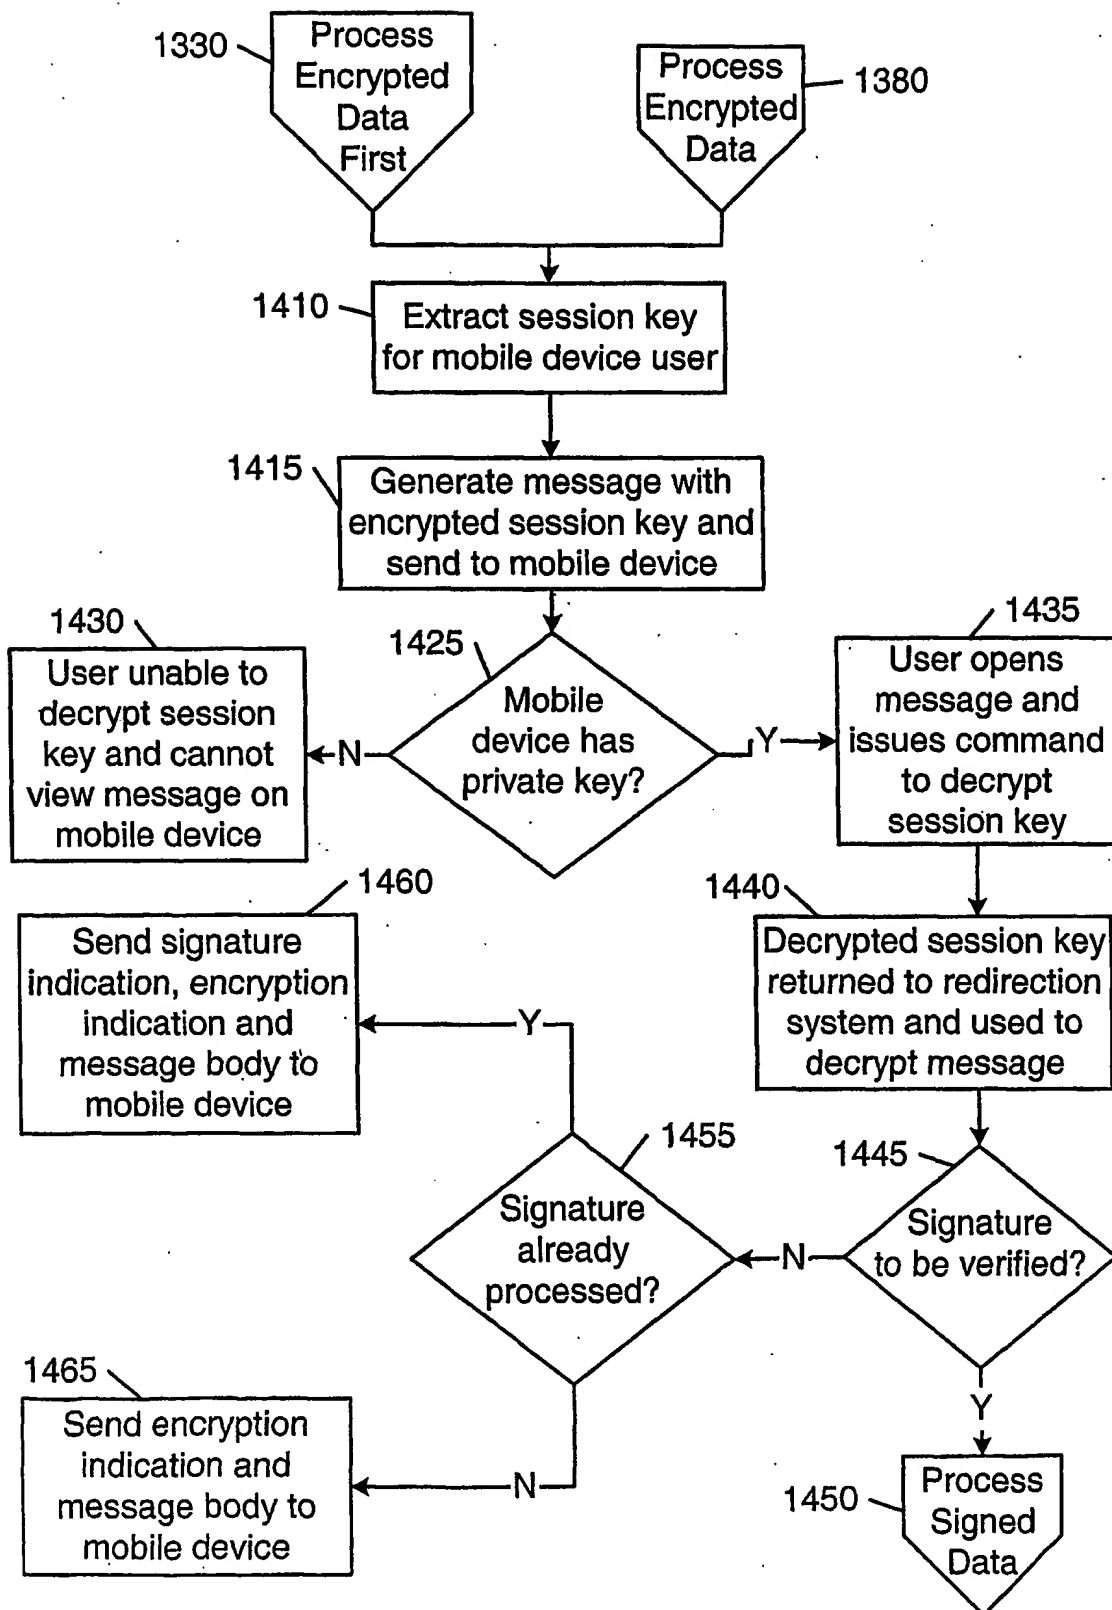 1330
Process
Encrypted
Data
First
Process
Encrypted
Data
1380
1410
Extract session key
for mobile device user
1415
Generate message with
encrypted session key and
send to mobile device
1430
User unable to
decrypt session
key and cannot
view message on
mobile device
N
1425
Mobile
device has
private key?
Y
1435
User opens
message and
issues command
to decrypt
session key
1440
Decrypted session key
returned to redirection
system and used to
decrypt message
1460
Send signature
indication, encryption
indication and
message body to
mobile device
Y
1455
Signature
already
processed?
N
1445
Signature
to be verified?
Y
1465
Send encryption
indication and
message body to
mobile device
N
1450
Process
Signed
Data